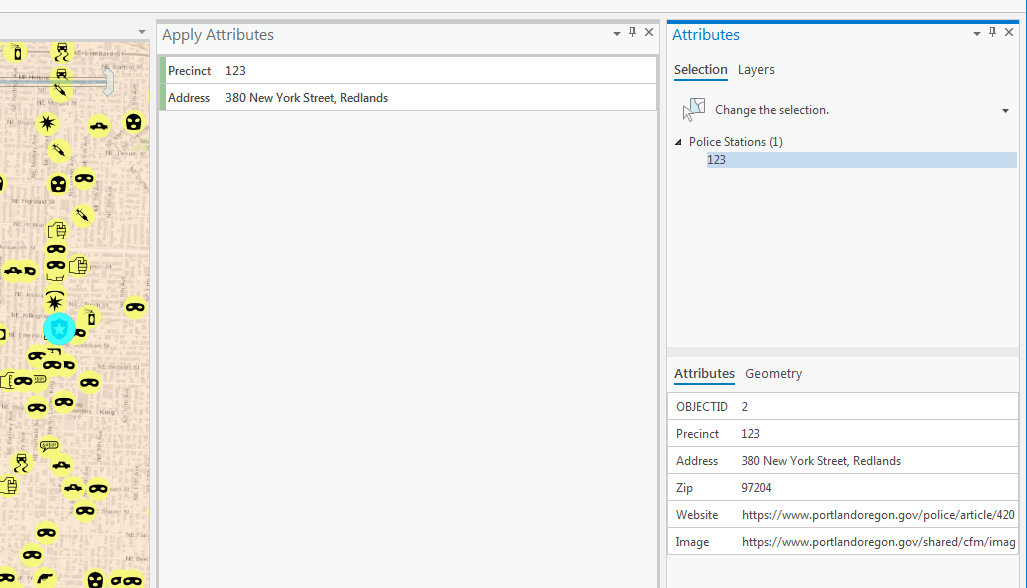 Apply Attributes
Precinct 123
Address 380 New York Street, Redlands
Attributes
Selection Layers
Change the selection.
Police Stations (1)
123
Attributes Geometry
OBJECTID 2
Precinct 123
Address 380 New York Street, Redlands
Zip 97204
Website https://www.portlandoregon.gov/police/article/420
Image https://www.portlandoregon.gov/shared/cfm/imag
King